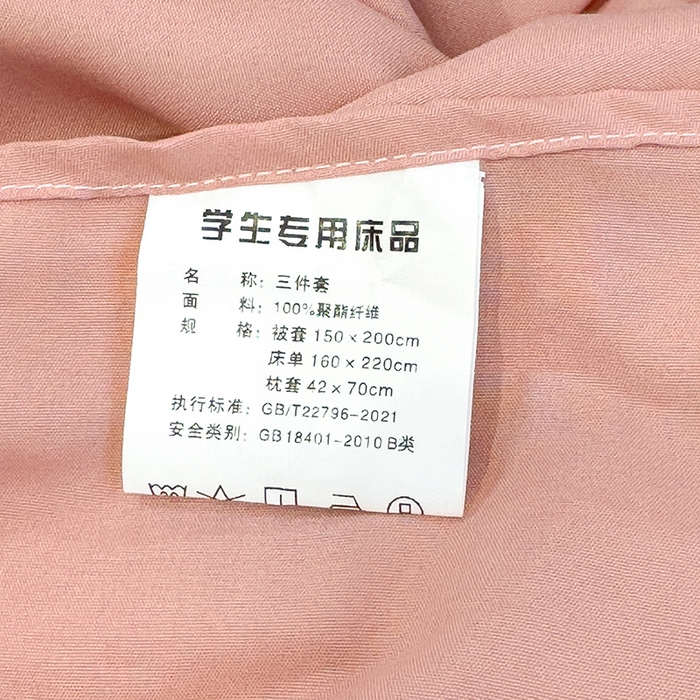 学生专用床品
名 称：三件套
面 料：100%聚酯纤维
规 格：被套 150×200cm
床单 160×220cm
枕套 42×70cm
执行标准：GB/T22796-2021
安全类别：GB18401-2010 B类